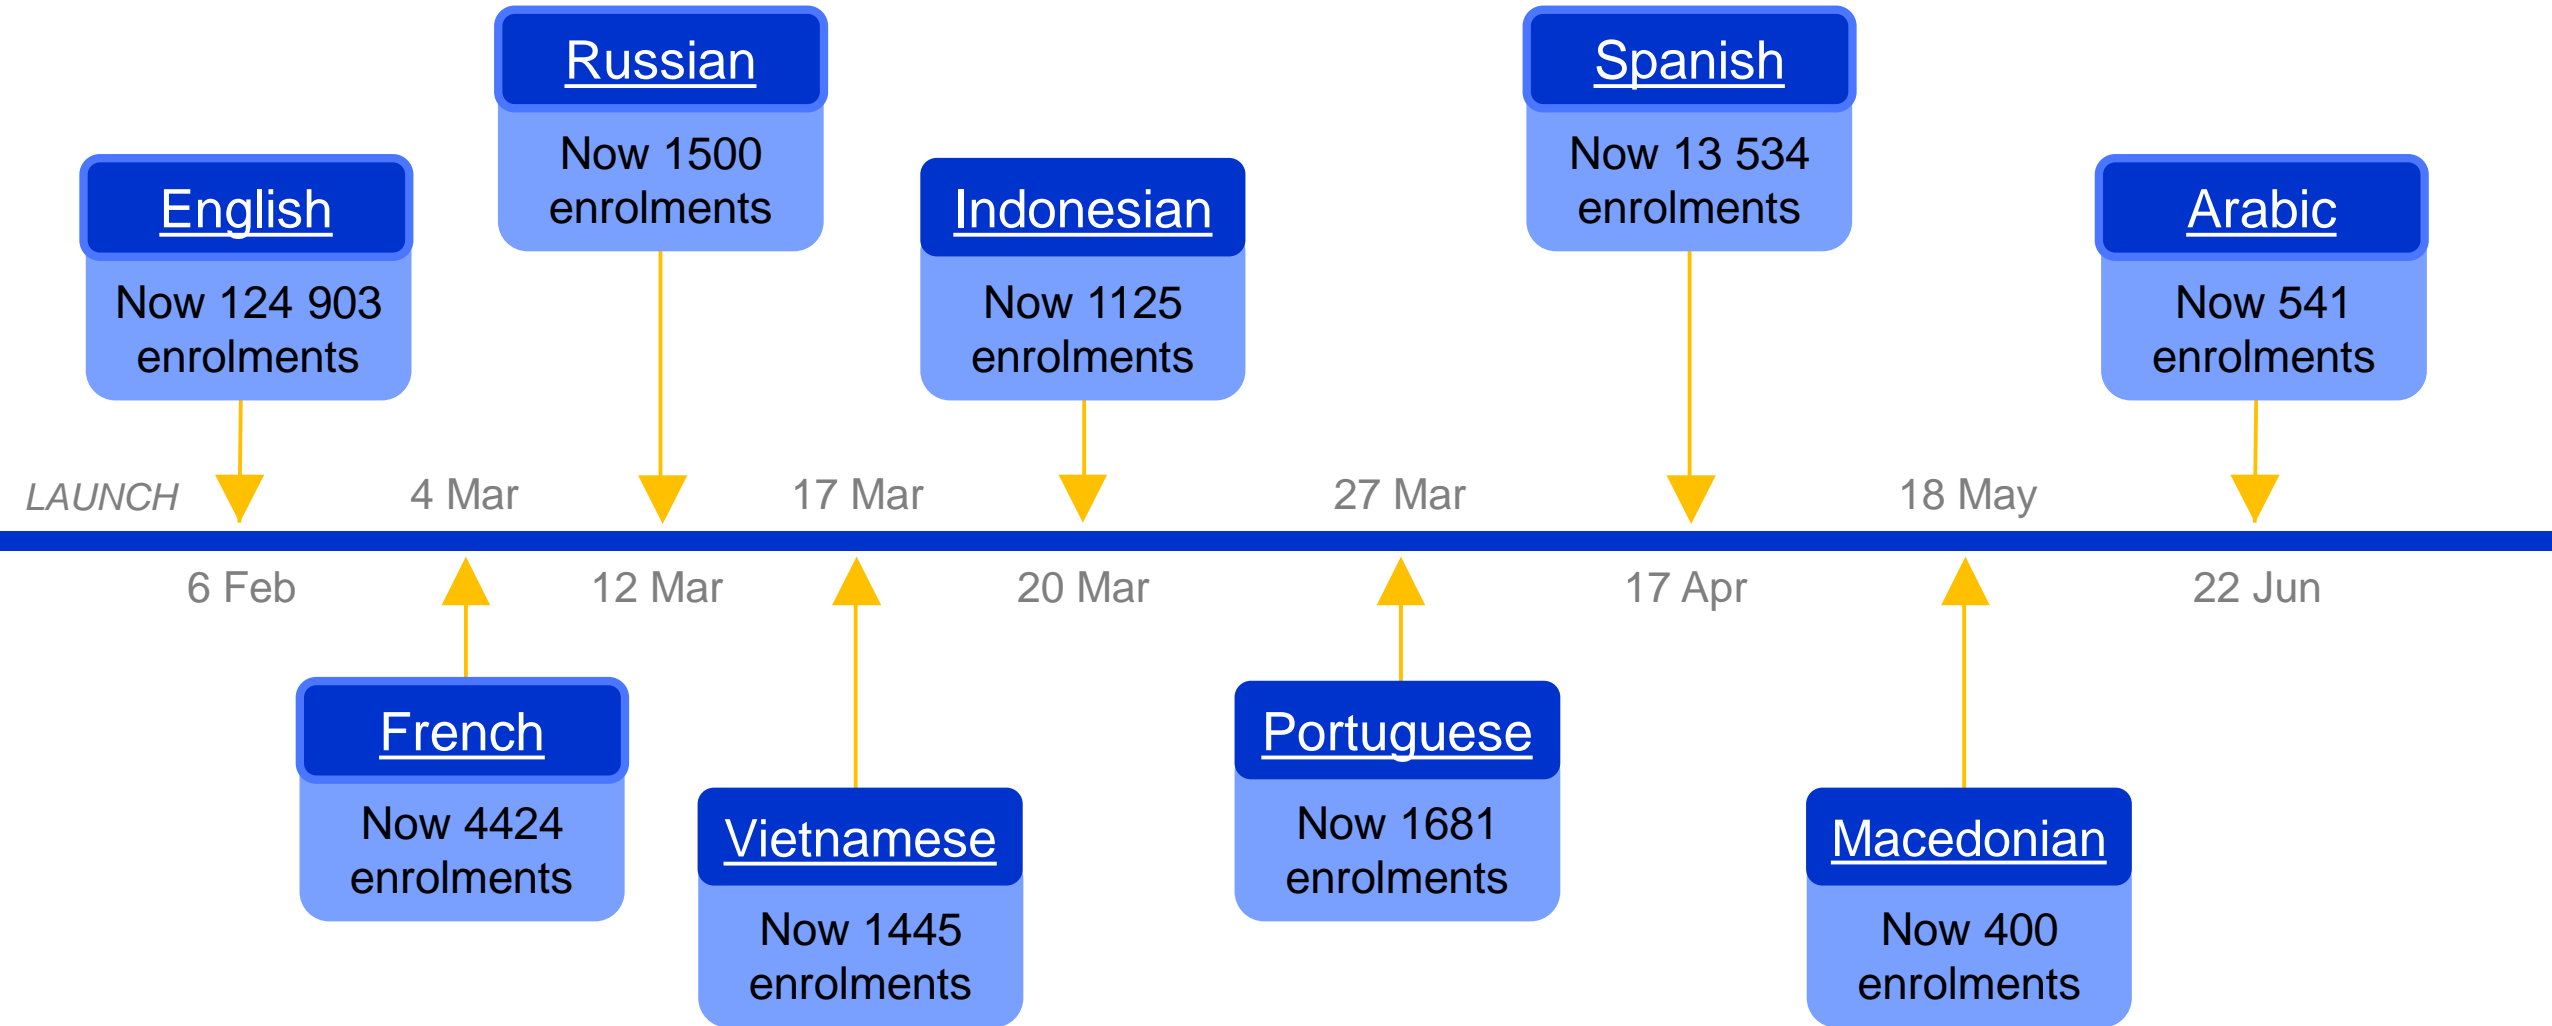 Russian
Now 1500
enrolments
Spanish
Now 13 534
enrolments
English
Now 124 903
enrolments
Indonesian
Now 1125
enrolments
Arabic
Now 541
enrolments
LAUNCH
4 Mar
17 Mar
27 Mar
18 May
6 Feb
12 Mar
20 Mar
17 Apr
22 Jun
French
Now 4424
enrolments
Vietnamese
Now 1445
enrolments
Portuguese
Now 1681
enrolments
Macedonian
Now 400
enrolments